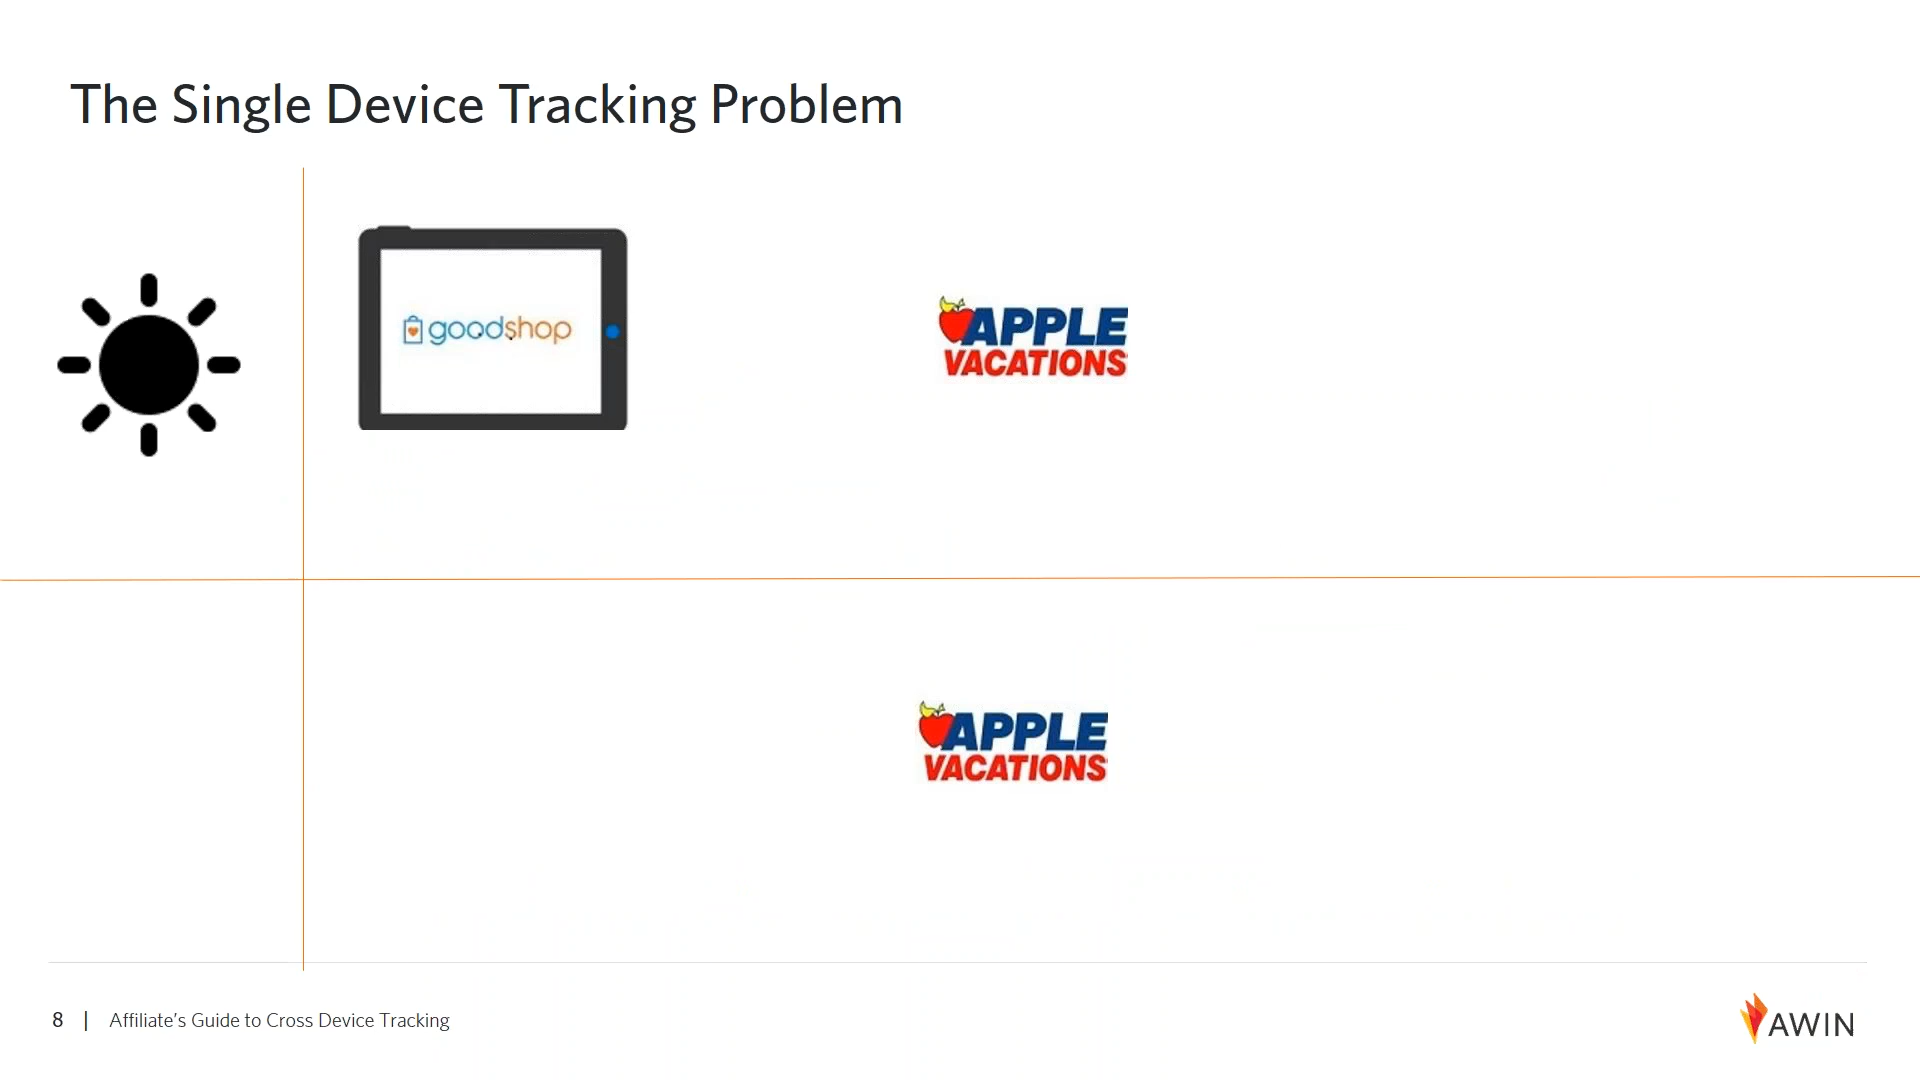 The Single Device Tracking Problem
goodshop
APPLE
VACATIONS
APPLE
VACATIONS
8 | Affiliate's Guide to Cross Device Tracking
AWIN